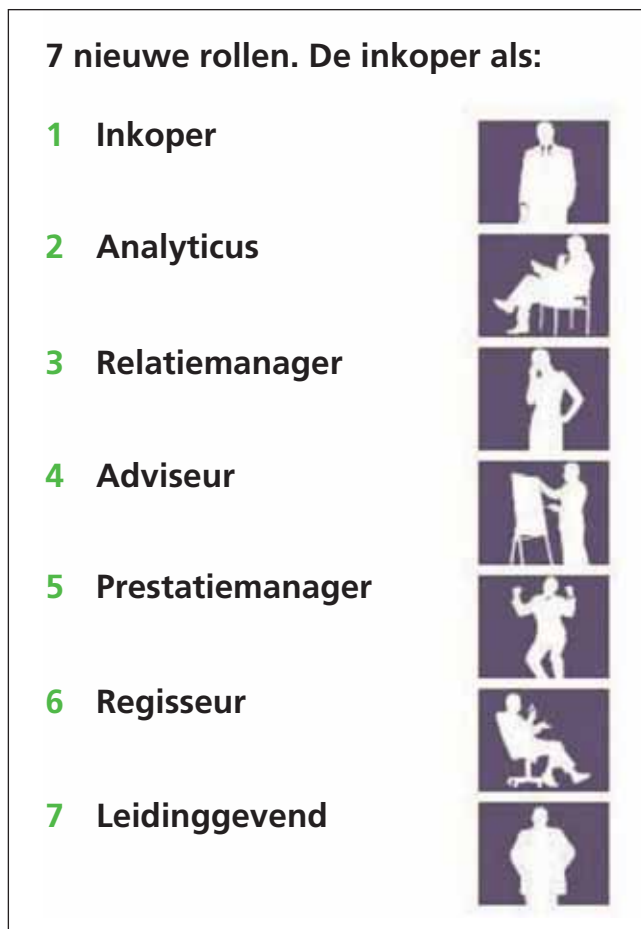 7 nieuwe rollen. De inkoper als:
1 Inkoper
2 Analyticus
3 Relatiemanager
4 Adviseur
5 Prestatiemanager
6 Regisseur
7 Leidinggevend